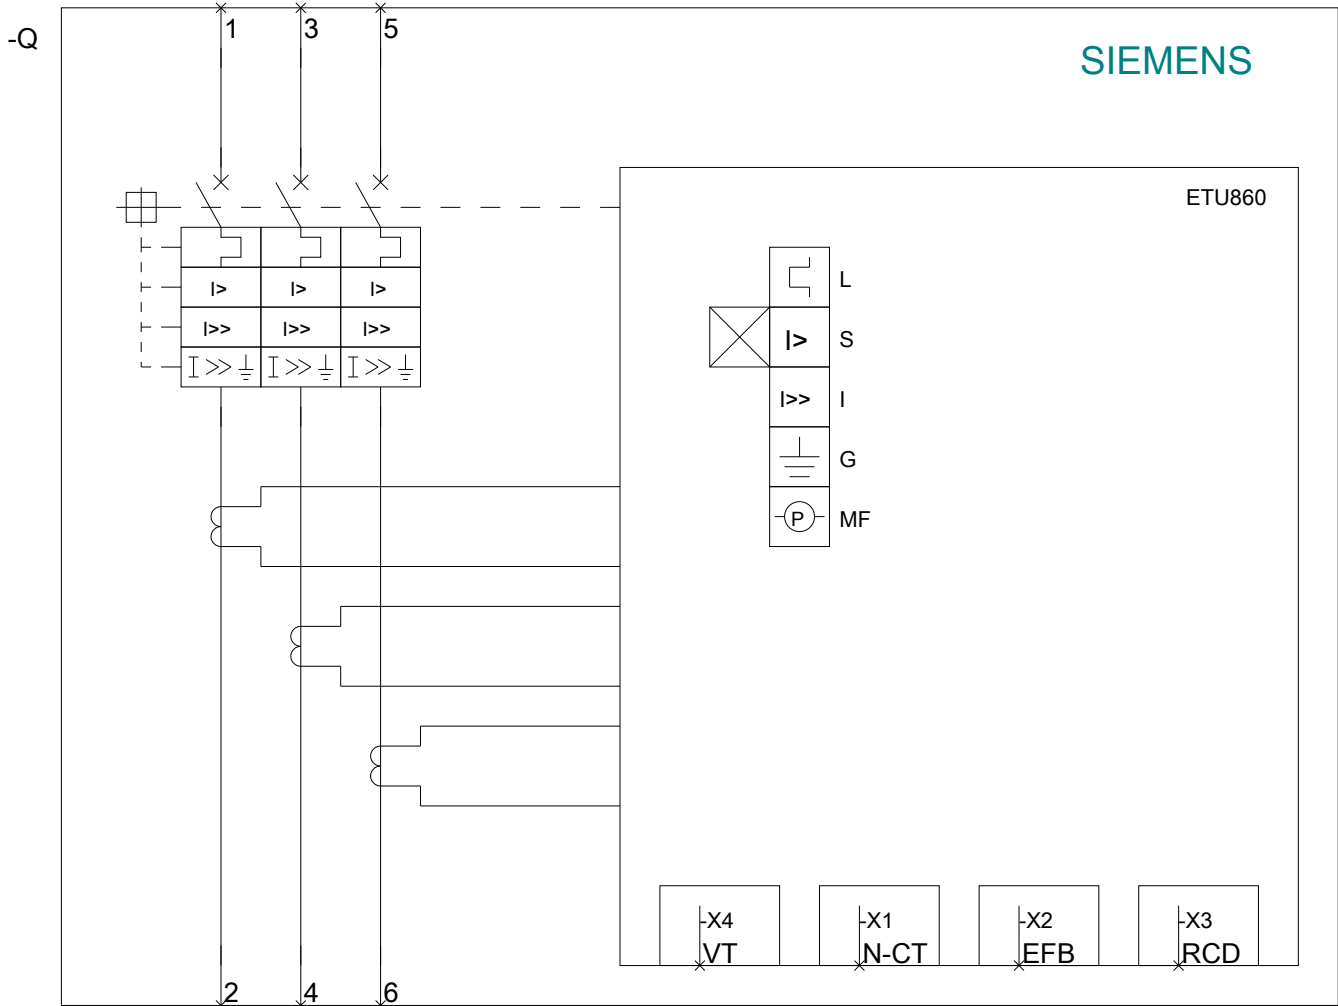 1 3 5
-Q
SIEMENS
ETU860
I> I> I>
I>> I>> I>>
I >> I >> I >>
L
I> S
I>> I
G
P MF
-X4 -X1 -X2 -X3
VT N-CT EFB RCD
2 4 6